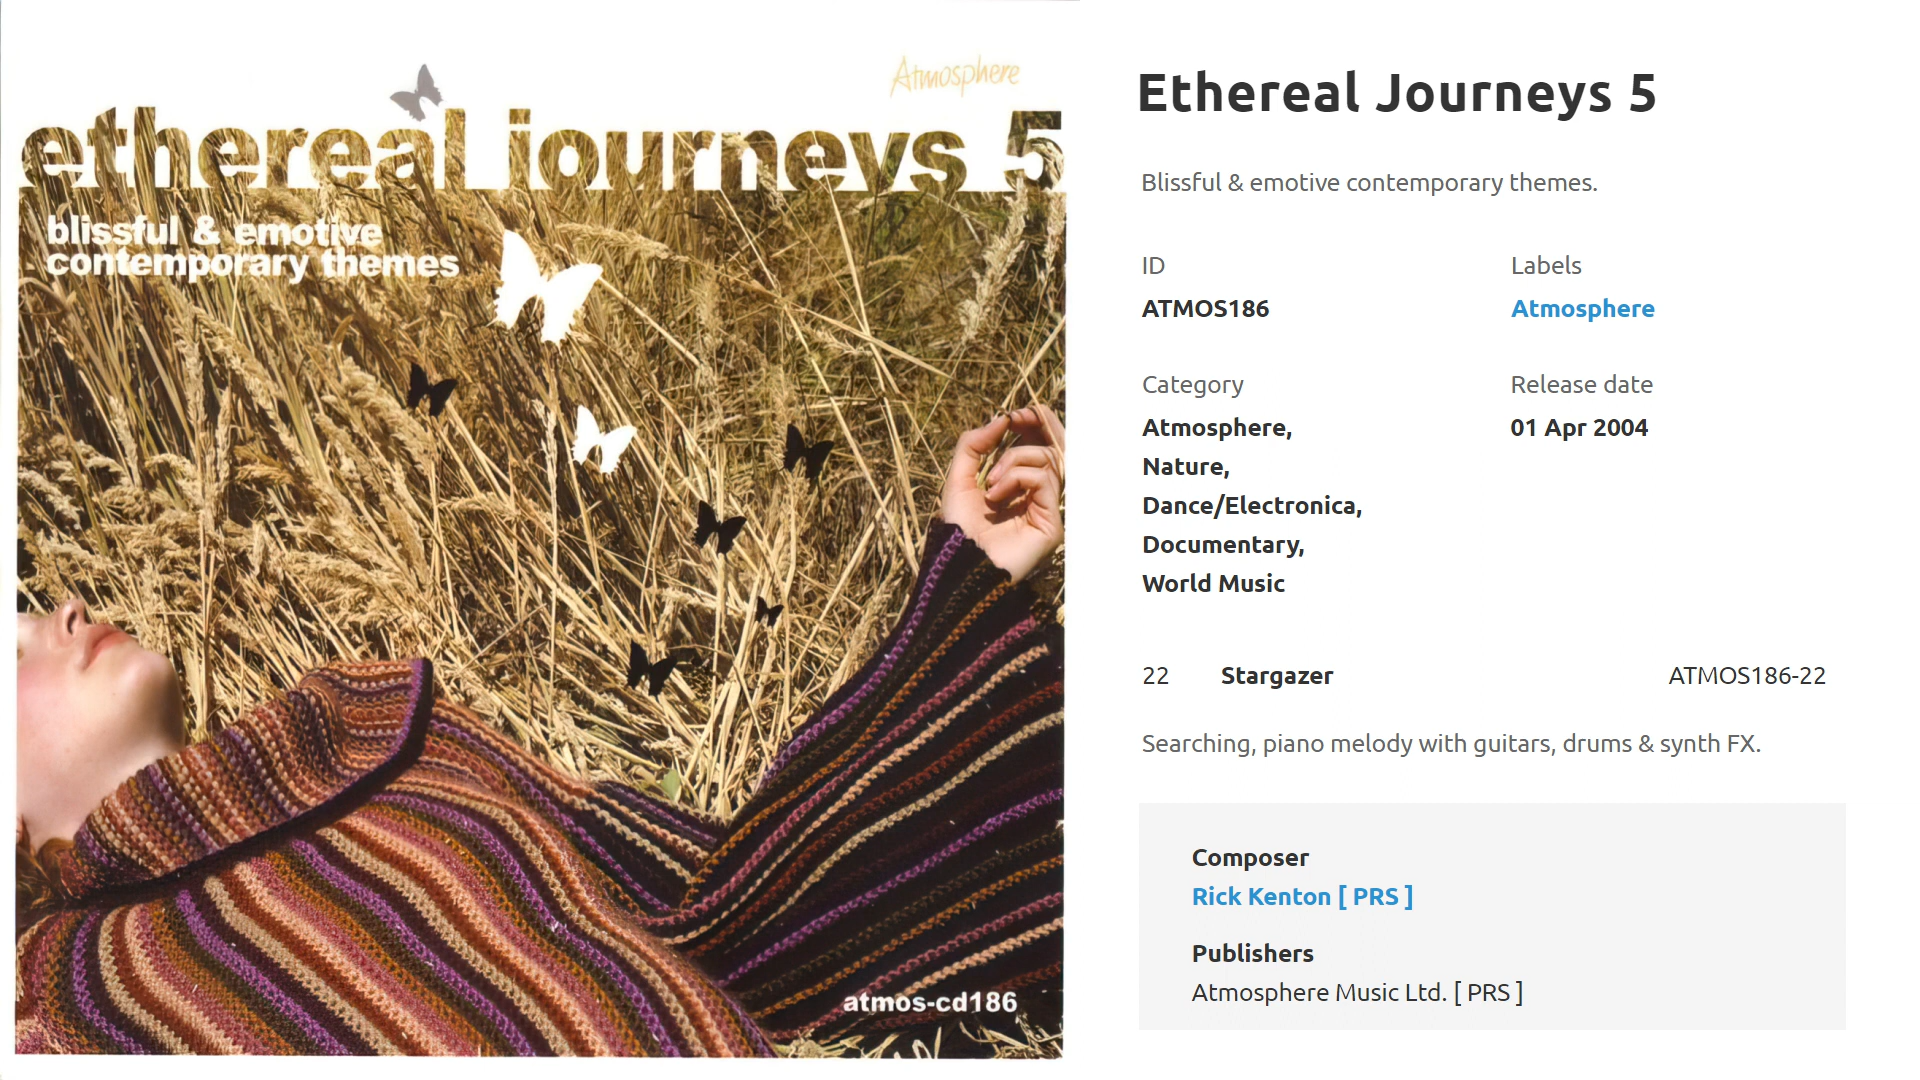 Atmosphere
ethereal journeys 5
blissful & emotive
contemporary themes
atmos-cd186
Ethereal Journeys 5
Blissful & emotive contemporary themes.
ID
ATMOS186
Labels
Atmosphere
Category
Atmosphere,
Nature,
Dance/Electronica,
Documentary,
World Music
Release date
01 Apr 2004
22 Stargazer ATMOS186-22
Searching, piano melody with guitars, drums & synth FX.
Composer
Rick Kenton [ PRS ]
Publishers
Atmosphere Music Ltd. [ PRS ]